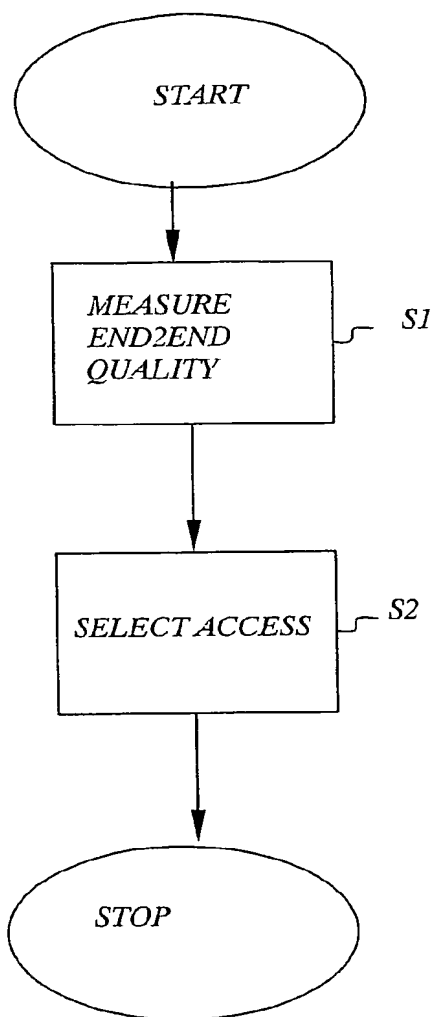 START
MEASURE
END2END
QUALITY
S1
SELECT ACCESS
S2
STOP